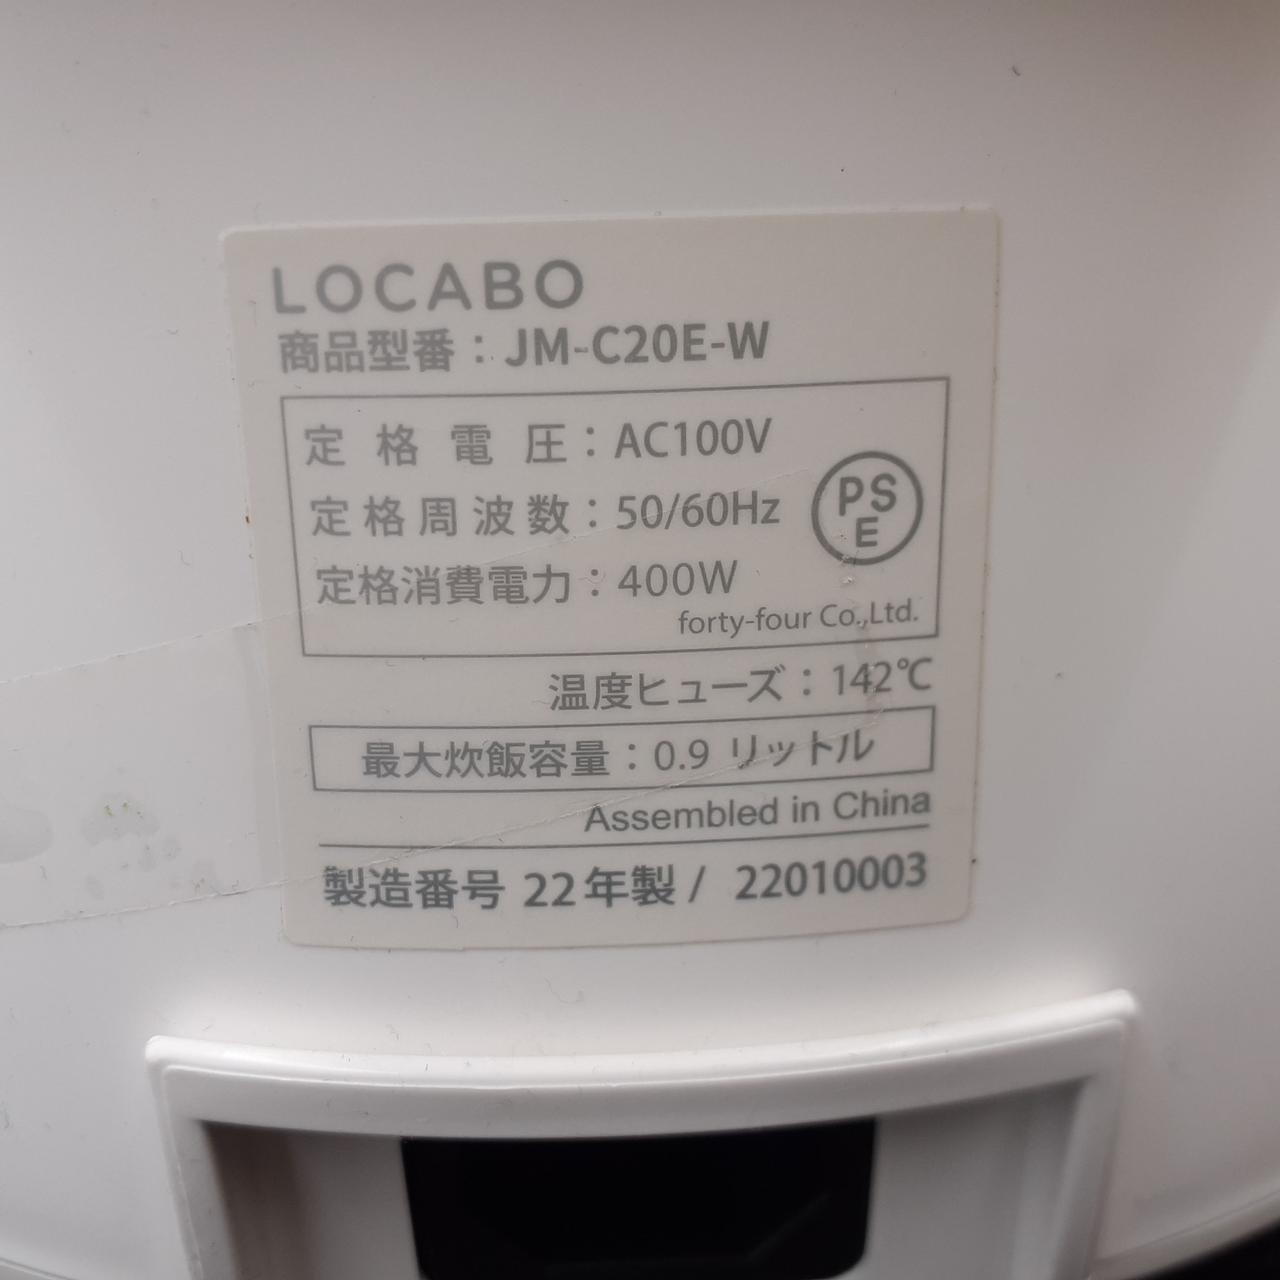 LOCABO
商品型番：JM-C20E-W
定格電圧：AC100V
定格周波数：50/60Hz
PSE
定格消費電力：400W
forty-four Co.,Ltd.
温度ヒューズ：142℃
最大炊飯容量：0.9 リットル
Assembled in China
製造番号 22年製 / 22010003